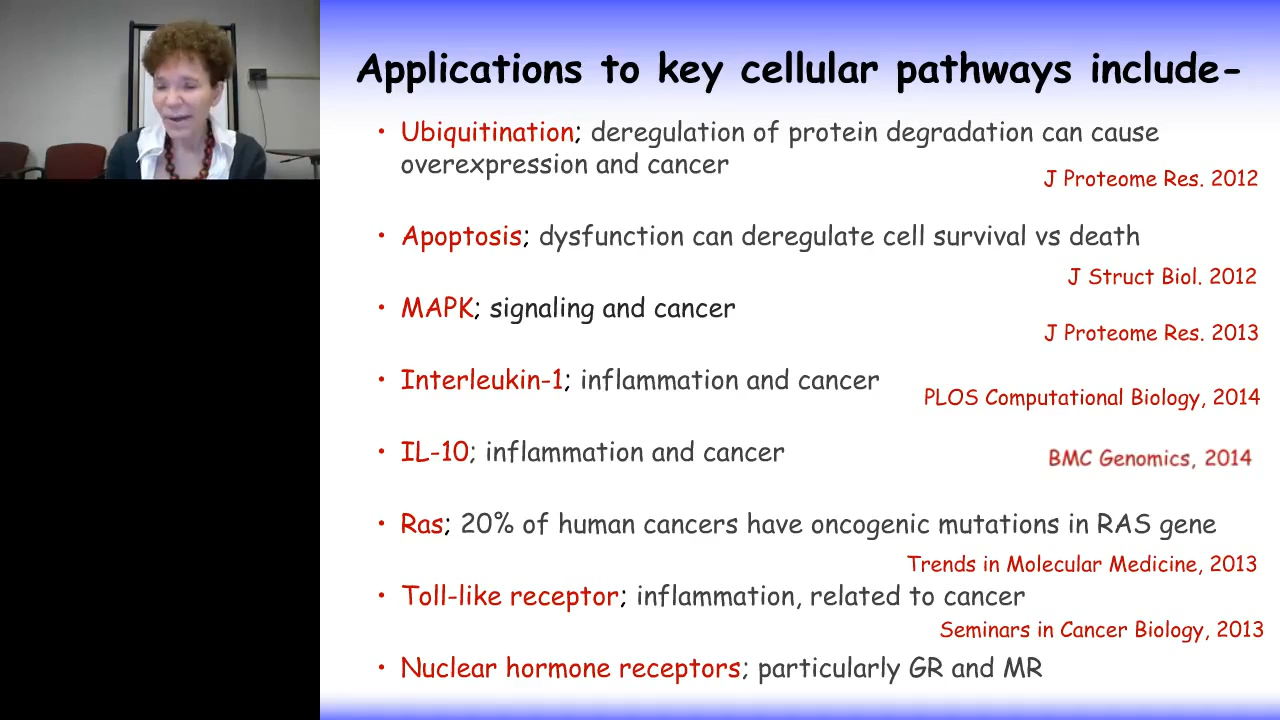 Applications to key cellular pathways include-
• Ubiquitination; deregulation of protein degradation can cause
overexpression and cancer
J Proteome Res. 2012
• Apoptosis; dysfunction can deregulate cell survival vs death
J Struct Biol. 2012
• MAPK; signaling and cancer
J Proteome Res. 2013
• Interleukin-1; inflammation and cancer
PLOS Computational Biology, 2014
• IL-10; inflammation and cancer
BMC Genomics, 2014
• Ras; 20% of human cancers have oncogenic mutations in RAS gene
Trends in Molecular Medicine, 2013
• Toll-like receptor; inflammation, related to cancer
Seminars in Cancer Biology, 2013
• Nuclear hormone receptors; particularly GR and MR